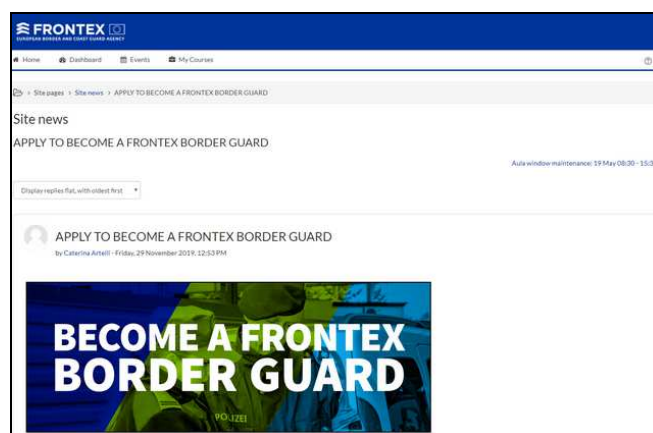 FRONTEX
EUROPEAN BORDER AND COAST GUARD AGENCY
Home Dashboard Events My Courses
Site pages › Site news › APPLY TO BECOME A FRONTEX BORDER GUARD
Site news
APPLY TO BECOME A FRONTEX BORDER GUARD
Aula window maintenance: 19 May 08:30 - 15:3
Display replies flat, with oldest first
APPLY TO BECOME A FRONTEX BORDER GUARD
by Caterina Artelli - Friday, 29 November 2019, 12:53 PM
BECOME A FRONTEX
BORDER GUARD
POLIZEI